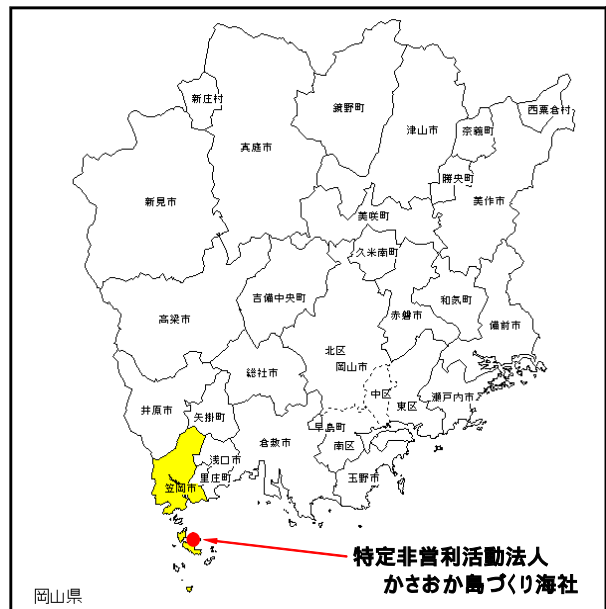 新庄村
鏡野町
津山市
西粟倉村
奈義町
真庭市
勝央町
新見市
美作市
美咲町
久米南町
吉備中央町
和気町
高梁市
赤磐市
備前市
北区
岡山市
総社市
中区
東区
瀬戸内市
井原市
矢掛町
早島町
倉敷市
南区
浅口市
里庄町
笠岡市
玉野市
特定非営利活動法人
かさおか島づくり海社
岡山県